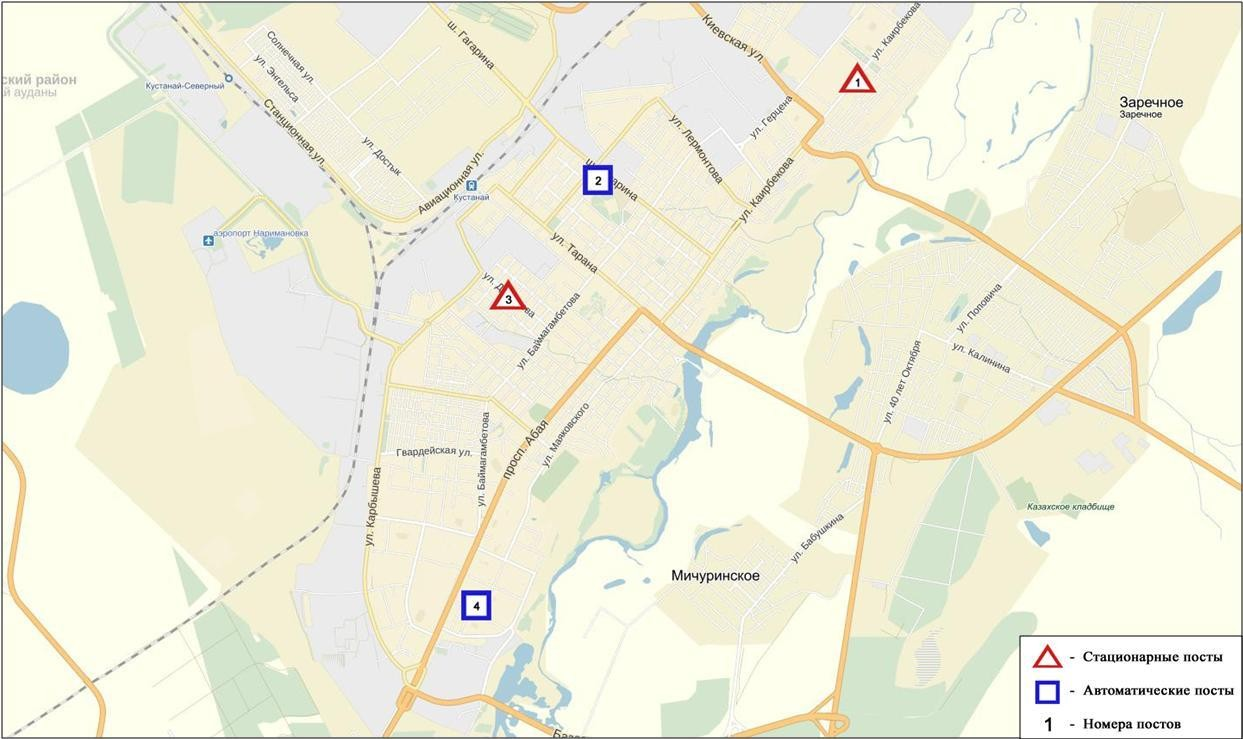 Киевская ул.
ул. Каирбекова
ш. Гагарина
Солнечная ул.
ул. Энгельса
ский район
й ауданы
Кустанай-Северный
1
Заречное
Заречное
Станционная ул.
ул. Герцена
ул. Лермонтова
ул. Достык
Авиационная ул.
Кустанай
2
ул. Каирбекова
аэропорт Наримановка
ул. Тарана
3
ул. Баймагамбетова
ул. Поповича
ул. Калинина
ул. 40 лет Октября
просп. Абая
ул. Маяковского
Гвардейская ул.
ул. Баймагамбетова
ул. Карбышева
Казахское кладбище
ул. Бабушкина
Мичуринское
4
- Стационарные посты
- Автоматические посты
1 - Номера постов